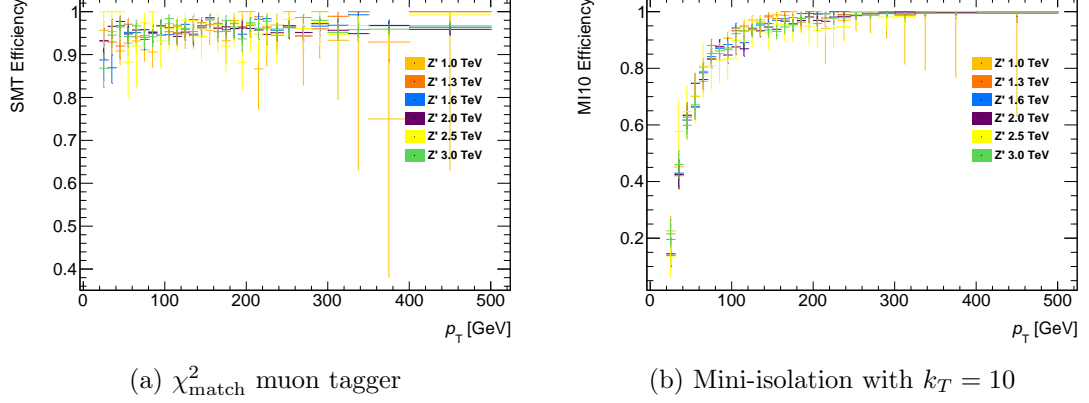 SMT Efficiency
1
0.9
0.8
0.7
0.6
0.5
0.4
0 100 200 300 400 500
p_T [GeV]
Z' 1.0 TeV
Z' 1.3 TeV
Z' 1.6 TeV
Z' 2.0 TeV
Z' 2.5 TeV
Z' 3.0 TeV
(a) χ²_match muon tagger
MI10 Efficiency
1
0.8
0.6
0.4
0.2
0 100 200 300 400 500
p_T [GeV]
Z' 1.0 TeV
Z' 1.3 TeV
Z' 1.6 TeV
Z' 2.0 TeV
Z' 2.5 TeV
Z' 3.0 TeV
(b) Mini-isolation with k_T = 10